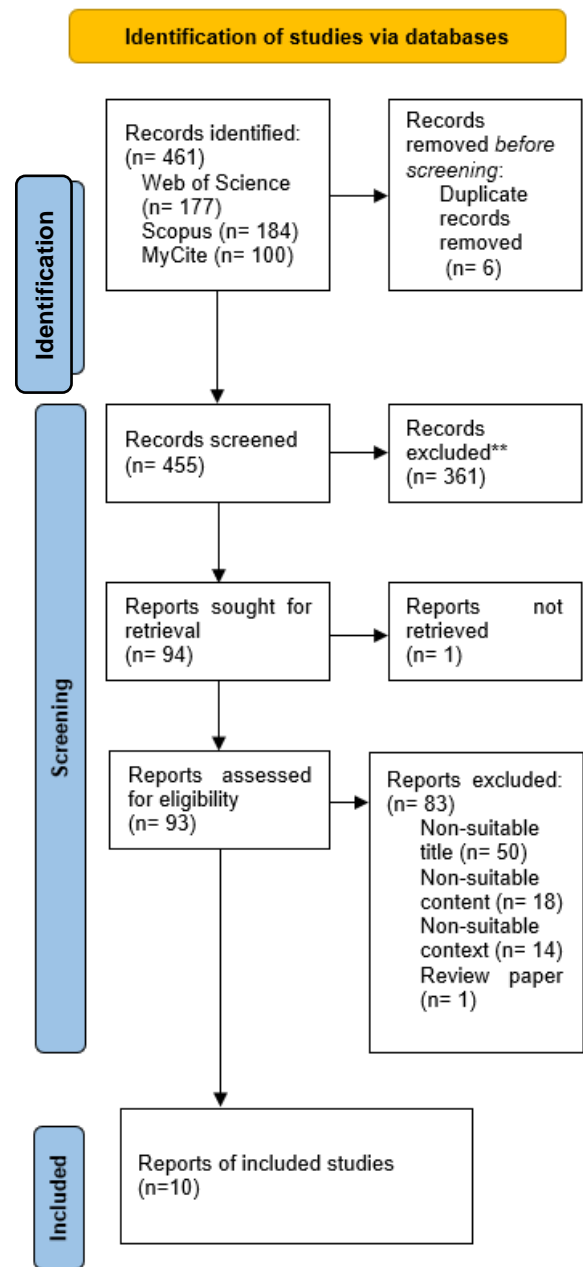 Identification of studies via databases
Identification
Records identified:
(n= 461)
Web of Science
(n= 177)
Scopus (n= 184)
MyCite (n= 100)
Records
removed before
screening:
Duplicate
records
removed
(n= 6)
Screening
Records screened
(n= 455)
Records
excluded**
(n= 361)
Reports sought for
retrieval
(n= 94)
Reports not
retrieved
(n= 1)
Reports assessed
for eligibility
(n= 93)
Reports excluded:
(n= 83)
Non-suitable
title (n= 50)
Non-suitable
content (n= 18)
Non-suitable
context (n= 14)
Review paper
(n= 1)
Included
Reports of included studies
(n=10)